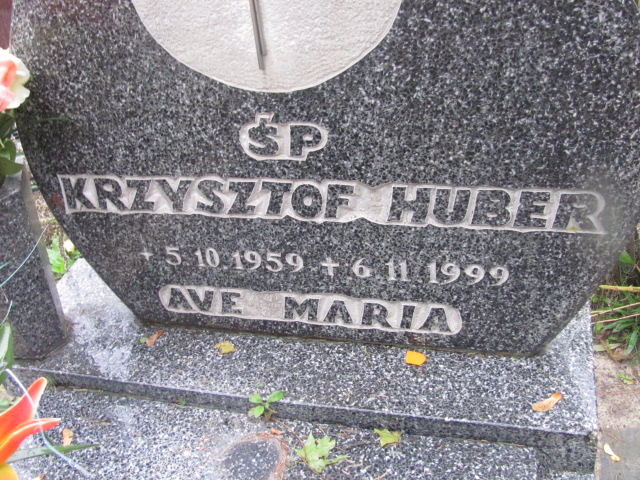 ŚP
KRZYSZTOF HUBER
+ 5 10 1959 + 6 11 1999
AVE MARIA